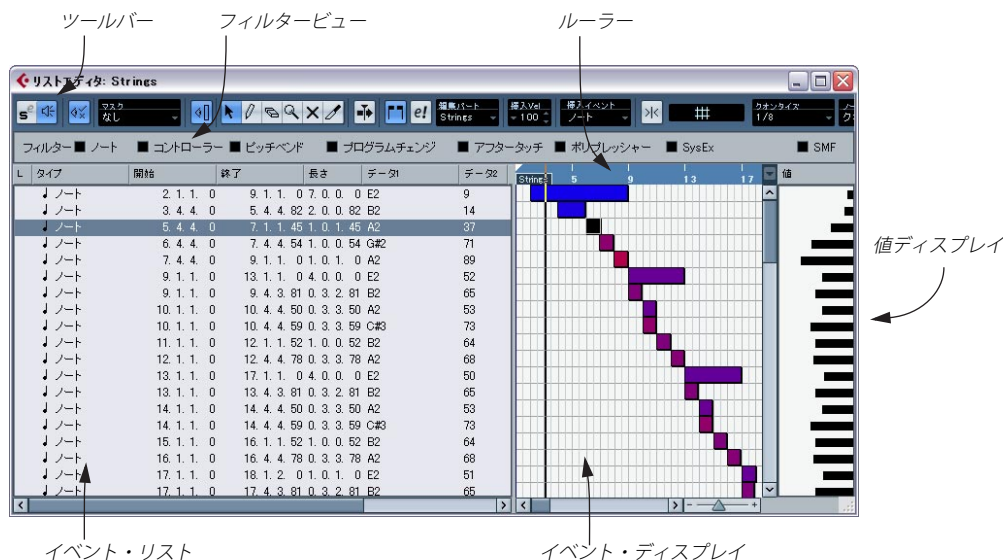 ツールバー フィルタービュー ルーラー
リストエディタ: Strings
マスク
なし
編集パート
Strings
挿入Vel
100
挿入イベント
ノート
クオンタイズ
1/8
フィルター ノート コントローラー ピッチベンド プログラムチェンジ アフタータッチ ポリプレッシャー SysEx SMF
L タイプ 開始 終了 長さ データ1 データ2 Strings 5 9 13 17 値
ノート 2. 1. 1. 0 9. 1. 1. 0 7. 0. 0. 0 E2 9
ノート 3. 4. 4. 0 5. 4. 4. 82 2. 0. 0. 82 B2 14
ノート 5. 4. 4. 0 7. 1. 1. 45 1. 0. 1. 45 A2 37
ノート 6. 4. 4. 0 7. 4. 4. 54 1. 0. 0. 54 G#2 71
ノート 7. 4. 4. 0 9. 1. 1. 0 1. 0. 1. 0 A2 89
ノート 9. 1. 1. 0 13. 1. 1. 0 4. 0. 0. 0 E2 52
ノート 9. 1. 1. 0 9. 4. 3. 81 0. 3. 2. 81 B2 65
ノート 10. 1. 1. 0 10. 4. 4. 50 0. 3. 3. 50 A2 53
ノート 10. 1. 1. 0 10. 4. 4. 59 0. 3. 3. 59 C#3 73
ノート 11. 1. 1. 0 12. 1. 1. 52 1. 0. 0. 52 B2 64
ノート 12. 1. 1. 0 12. 4. 4. 78 0. 3. 3. 78 A2 68
ノート 13. 1. 1. 0 17. 1. 1. 0 4. 0. 0. 0 E2 50
ノート 13. 1. 1. 0 13. 4. 3. 81 0. 3. 2. 81 B2 65
ノート 14. 1. 1. 0 14. 4. 4. 50 0. 3. 3. 50 A2 53
ノート 14. 1. 1. 0 14. 4. 4. 59 0. 3. 3. 59 C#3 73
ノート 15. 1. 1. 0 16. 1. 1. 52 1. 0. 0. 52 B2 64
ノート 16. 1. 1. 0 16. 4. 4. 78 0. 3. 3. 78 A2 68
ノート 17. 1. 1. 0 18. 1. 2. 0 1. 0. 1. 0 E2 51
ノート 17. 1. 1. 0 17. 4. 3. 81 0. 3. 2. 81 B2 65
値ディスプレイ
イベント・リスト イベント・ディスプレイ